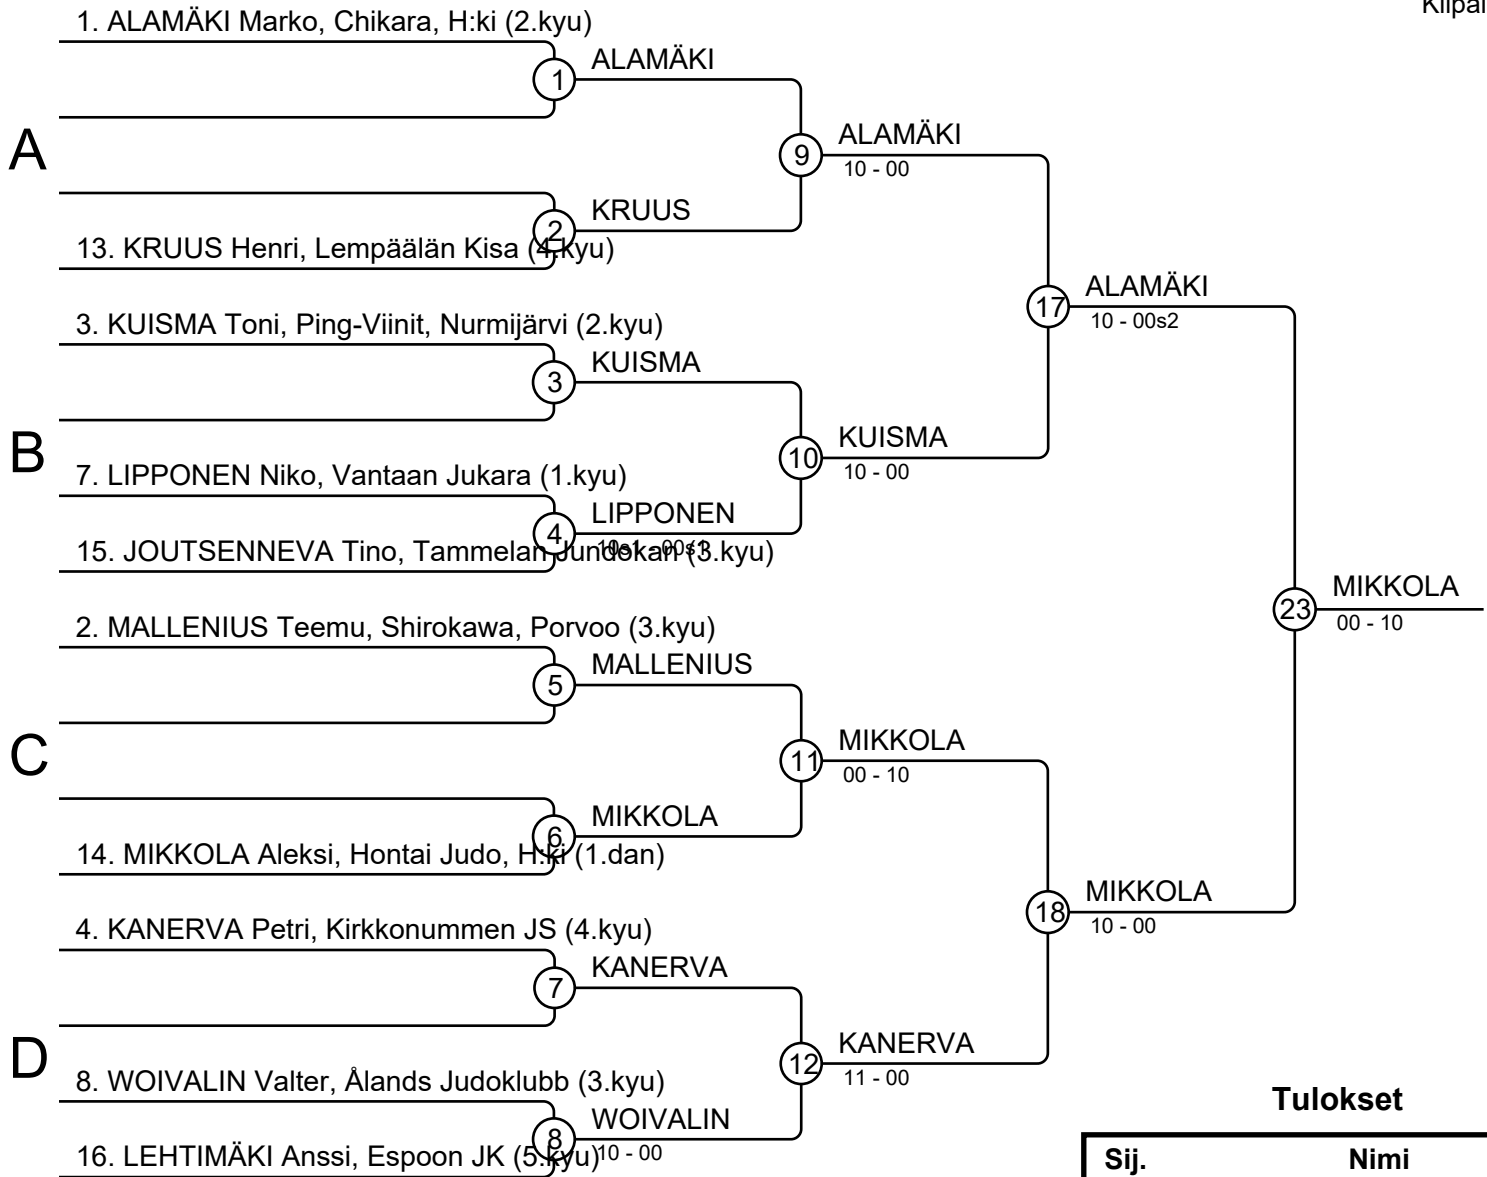 Kilpai
1. ALAMÄKI Marko, Chikara, H:ki (2.kyu)
1
ALAMÄKI
A
9
ALAMÄKI
10 - 00
2
KRUUS
13. KRUUS Henri, Lempäälän Kisa (4.kyu)
17
ALAMÄKI
10 - 00s2
3. KUISMA Toni, Ping-Viinit, Nurmijärvi (2.kyu)
3
KUISMA
B
10
KUISMA
10 - 00
7. LIPPONEN Niko, Vantaan Jukara (1.kyu)
4
LIPPONEN
10s1 - 00s1
15. JOUTSENNEVA Tino, Tammelan Jundokan (3.kyu)
23
MIKKOLA
00 - 10
2. MALLENIUS Teemu, Shirokawa, Porvoo (3.kyu)
5
MALLENIUS
C
11
MIKKOLA
00 - 10
6
MIKKOLA
14. MIKKOLA Aleksi, Hontai Judo, H:ki (1.dan)
18
MIKKOLA
10 - 00
4. KANERVA Petri, Kirkkonummen JS (4.kyu)
7
KANERVA
D
12
KANERVA
11 - 00
8. WOIVALIN Valter, Ålands Judoklubb (3.kyu)
8
WOIVALIN
10 - 00
16. LEHTIMÄKI Anssi, Espoon JK (5.kyu)
Tulokset
Sij. Nimi